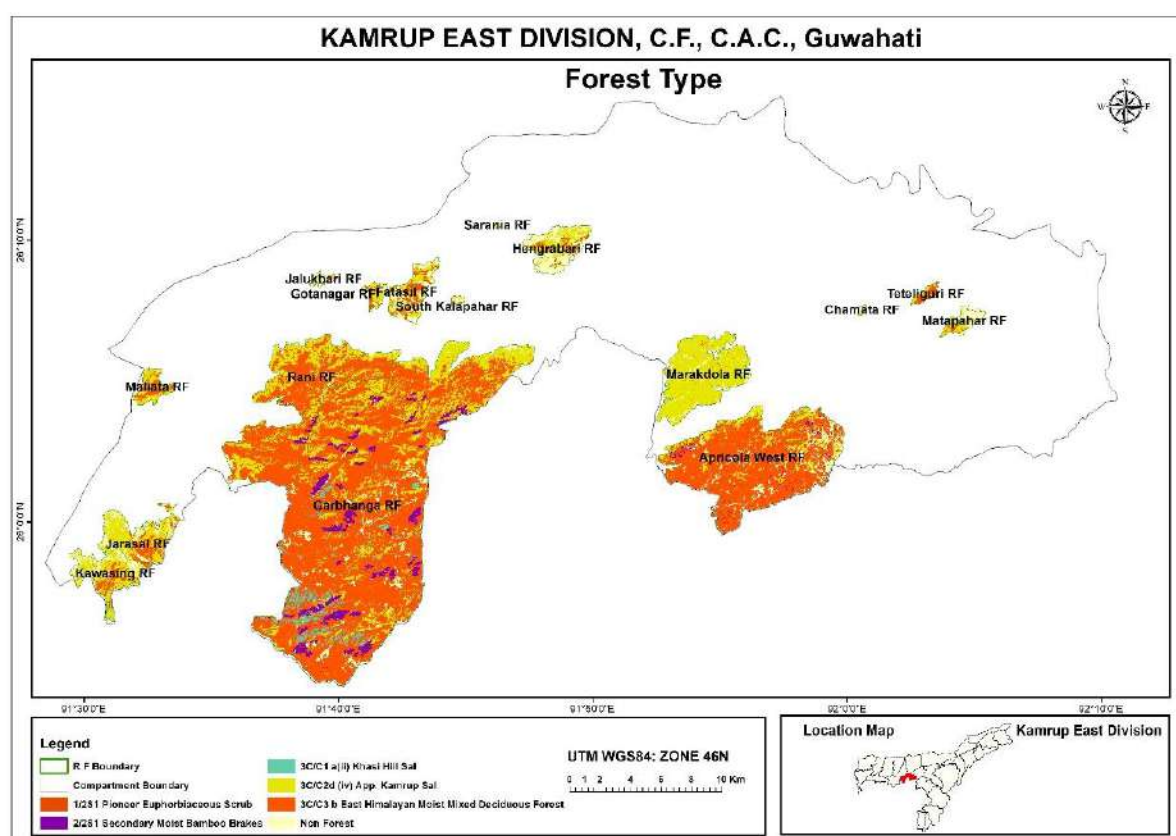 KAMRUP EAST DIVISION, C.F., C.A.C., Guwahati
Forest Type
N
W E
S
26°10'0"N
26°0'0"N
Sarania RF
Hengrabari RF
Jalukbari RF
Gotanagar RF
Fatasil RF
South Kalapahar RF
Teteliguri RF
Chamata RF
Matapahar RF
Maliata RF
Rani RF
Marakdola RF
Apricola West RF
Garbhanga RF
Jarasal RF
Kawasing RF
91°30'0"E 91°40'0"E 91°50'0"E 92°0'0"E 92°10'0"E
Legend
R F Boundary
Compartment Boundary
1/2S1 Pioneer Euphorbiaceous Scrub
2/2S1 Secondary Moist Bamboo Brakes
3C/C1 a(ii) Khasi Hill Sal
3C/C2d (iv) App. Kamrup Sal
3C/C3 b East Himalayan Moist Mixed Deciduous Forest
Non Forest
UTM WGS84: ZONE 46N
0 1 2 4 6 8 10 Km
Location Map Kamrup East Division